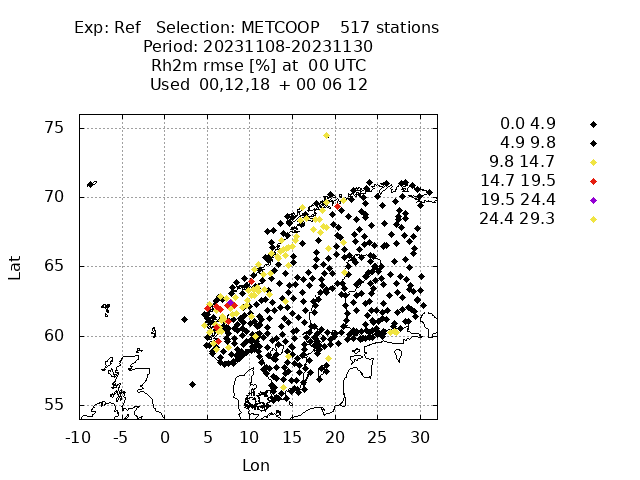 Exp: Ref Selection: METCOOP 517 stations
Period: 20231108-20231130
Rh2m rmse [%] at 00 UTC
Used 00,12,18 + 00 06 12
0.0 4.9
4.9 9.8
9.8 14.7
14.7 19.5
19.5 24.4
24.4 29.3
75
70
65
60
55
Lat
-10 -5 0 5 10 15 20 25 30
Lon